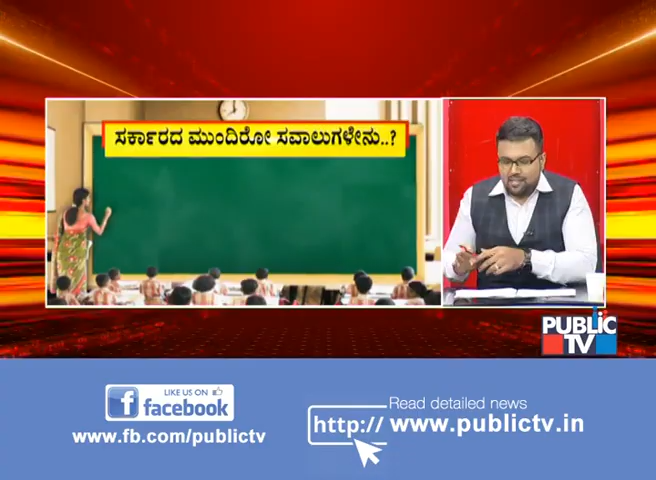 ಸರ್ಕಾರದ ಮುಂದಿರೋ ಸವಾಲುಗಳೇನು..?
PUBLIC
TV
LIKE US ON
f facebook
www.fb.com/publictv
Read detailed news
http:// www.publictv.in